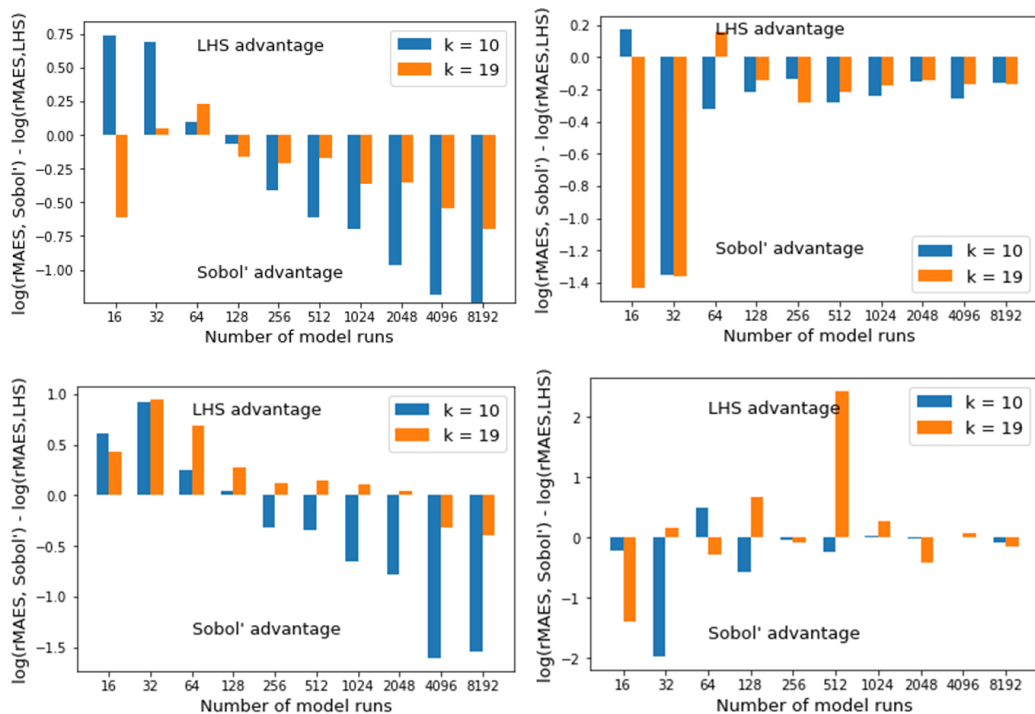 log(rMAES, Sobol') - log(rMAES,LHS)
0.75
0.50
0.25
0.00
−0.25
−0.50
−0.75
−1.00
LHS advantage
Sobol' advantage
k = 10
k = 19
16 32 64 128 256 512 1024 2048 4096 8192
Number of model runs
log(rMAES, Sobol') - log(rMAES,LHS)
0.2
0.0
−0.2
−0.4
−0.6
−0.8
−1.0
−1.2
−1.4
LHS advantage
Sobol' advantage
k = 10
k = 19
16 32 64 128 256 512 1024 2048 4096 8192
Number of model runs
log(rMAES, Sobol') - log(rMAES,LHS)
1.0
0.5
0.0
−0.5
−1.0
−1.5
LHS advantage
Sobol' advantage
k = 10
k = 19
16 32 64 128 256 512 1024 2048 4096 8192
Number of model runs
log(rMAES, Sobol') - log(rMAES,LHS)
2
1
0
−1
−2
LHS advantage
Sobol' advantage
k = 10
k = 19
16 32 64 128 256 512 1024 2048 4096 8192
Number of model runs